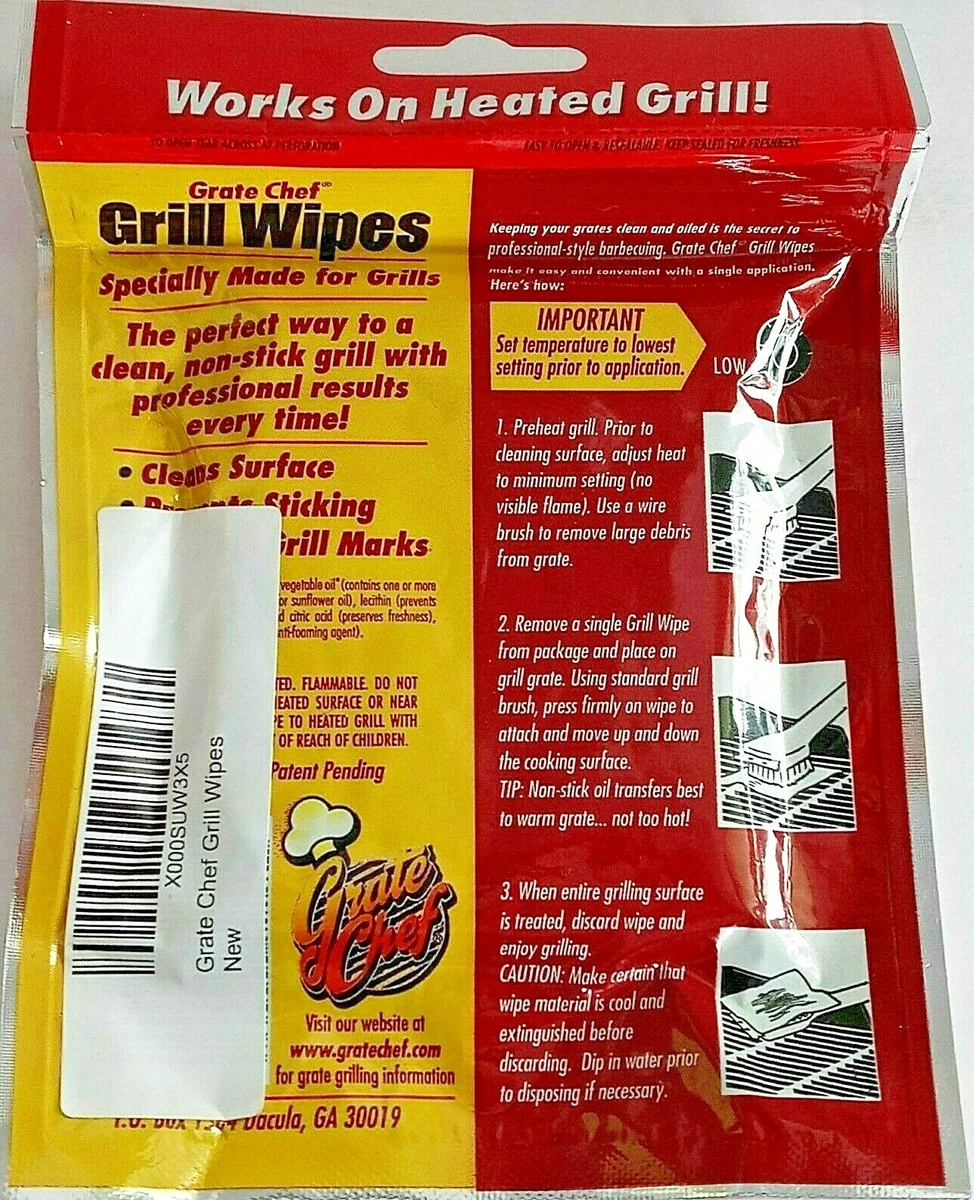 Works On Heated Grill!
TO OPEN TEAR ACROSS AT PERFORATION
EASY TO OPEN & RESEALABLE. KEEP SEALED FOR FRESHNESS.
Grate Chef®
Grill Wipes
Specially Made for Grills
The perfect way to a
clean, non-stick grill with
professional results
every time!
• Cleans Surface
• Prevents Sticking
Grill Marks
vegetable oil* (contains one or more
or sunflower oil), lecithin (prevents
citric acid (preserves freshness),
anti-foaming agent).
FLAMMABLE. DO NOT
HEATED SURFACE OR NEAR
TO HEATED GRILL WITH
OF REACH OF CHILDREN.
Patent Pending
X000SUW3X5
Grate Chef Grill Wipes
New
Grate
Chef
Visit our website at
www.gratechef.com
for grate grilling information
P.O. Box Dacula, GA 30019
Keeping your grates clean and oiled is the secret to
professional-style barbecuing. Grate Chef® Grill Wipes
make it easy and convenient with a single application.
Here's how:
IMPORTANT
Set temperature to lowest
setting prior to application.
LOW
1. Preheat grill. Prior to
cleaning surface, adjust heat
to minimum setting (no
visible flame). Use a wire
brush to remove large debris
from grate.
2. Remove a single Grill Wipe
from package and place on
grill grate. Using standard grill
brush, press firmly on wipe to
attach and move up and down
the cooking surface.
TIP: Non-stick oil transfers best
to warm grate... not too hot!
3. When entire grilling surface
is treated, discard wipe and
enjoy grilling.
CAUTION: Make certain that
wipe material is cool and
extinguished before
discarding. Dip in water prior
to disposing if necessary.